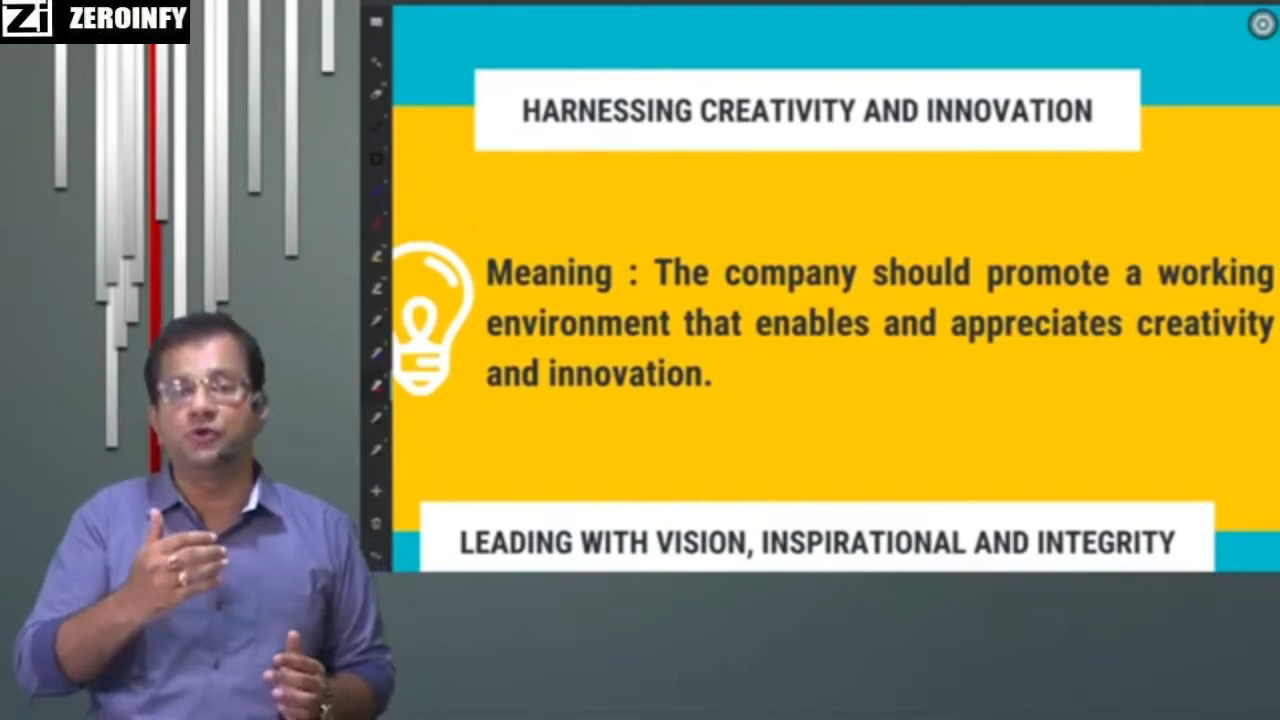 Zi ZEROINFY
HARNESSING CREATIVITY AND INNOVATION
Meaning : The company should promote a working
environment that enables and appreciates creativity
and innovation.
LEADING WITH VISION, INSPIRATIONAL AND INTEGRITY